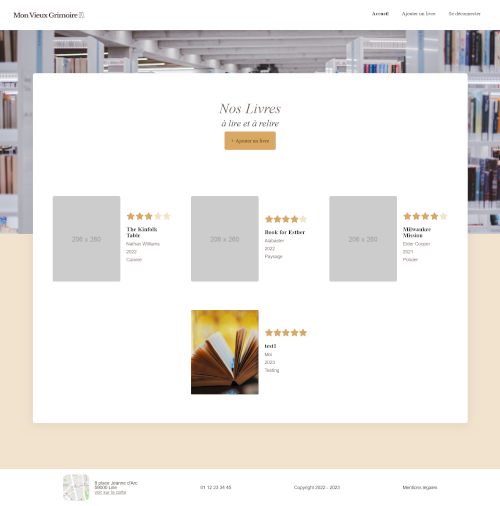 Mon Vieux Grimoire
Accueil
Ajouter un livre
Se déconnecter
Nos Livres
à lire et à relire
+ Ajouter un livre
206 x 260
The Kinfolk
Table
Nathan Williams
2022
Cuisine
206 x 260
Book for Esther
Alabaster
2022
Paysage
206 x 260
Milwaukee
Mission
Elder Cooper
2021
Policier
test1
Moi
2023
Testing
8 place Jeanne d'Arc
59000 Lille
voir sur la carte
01 12 23 34 45
Copyright 2022 - 2023
Mentions légales